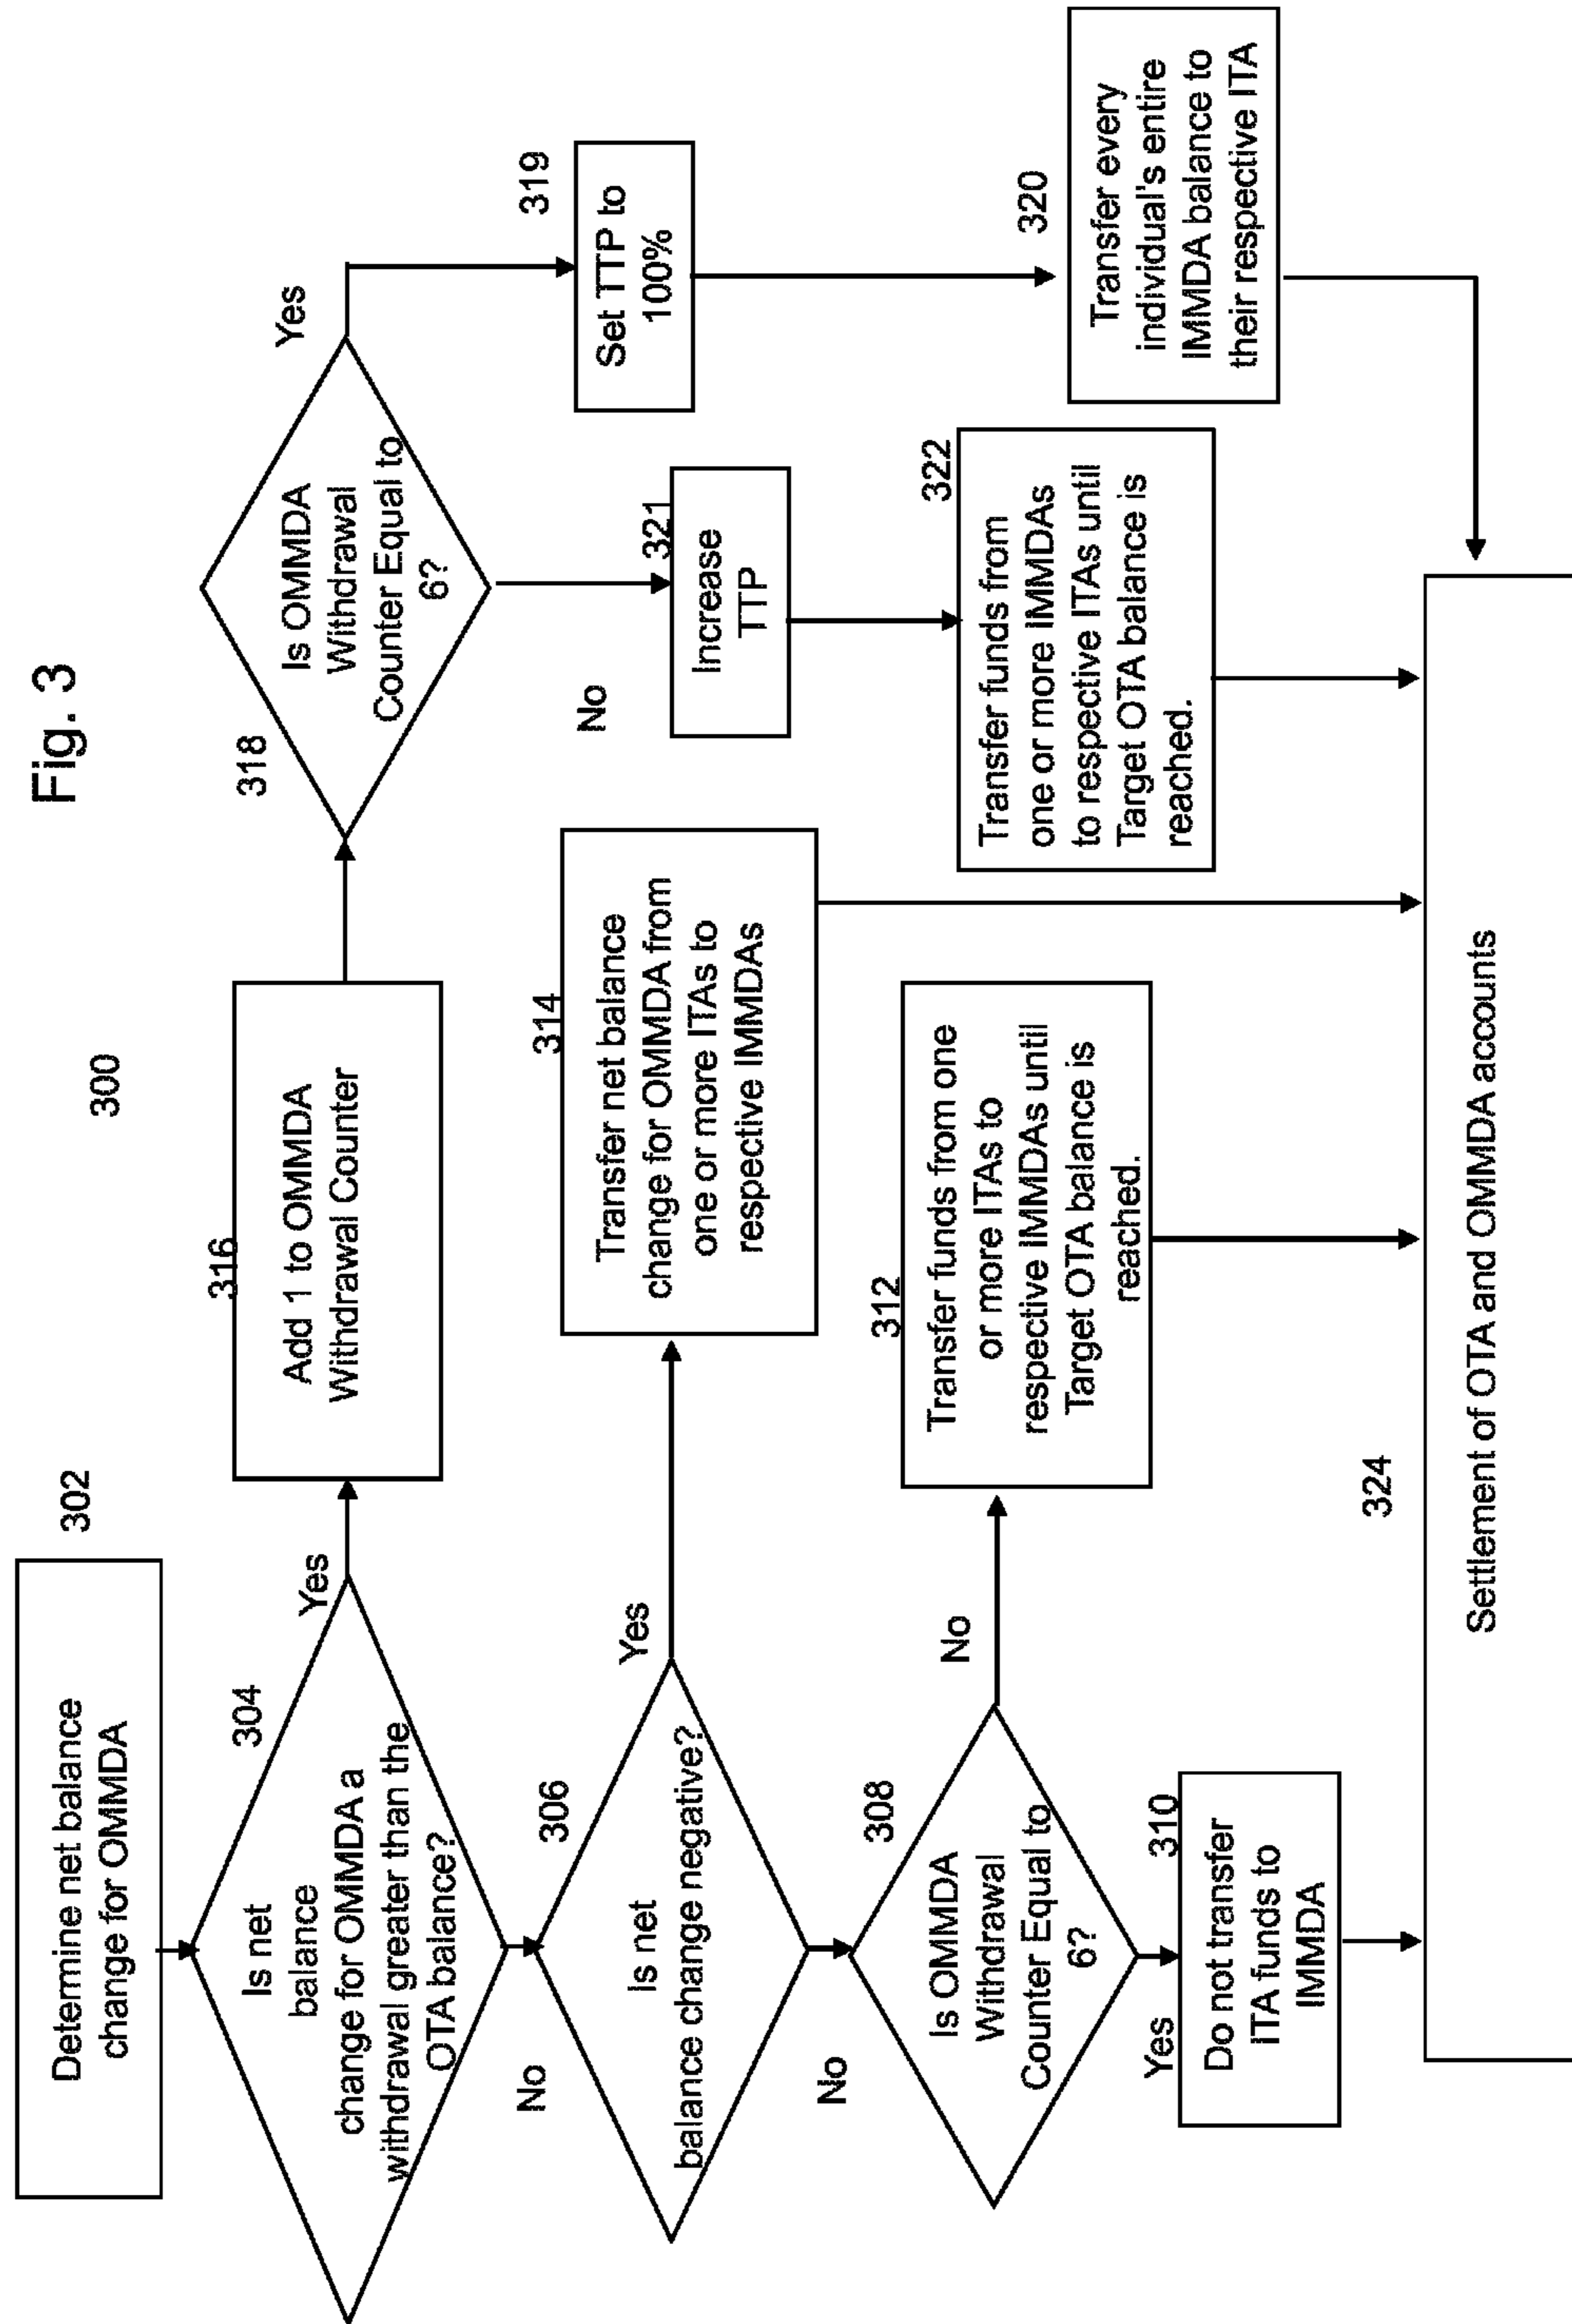 Fig. 3
300
302
Determine net balance
change for OMMDA
304
Is net
balance
change for OMMDA a
withdrawal greater than the
OTA balance?
Yes
No
316
Add 1 to OMMDA
Withdrawal Counter
318
Is OMMDA
Withdrawal
Counter Equal to
6?
Yes
No
319
Set TTP to
100%
320
Transfer every
individual's entire
IMMDA balance to
their respective ITA
321
Increase
TTP
322
Transfer funds from
one or more IMMDAs
to respective ITAs until
Target OTA balance is
reached.
306
Is net
balance change negative?
Yes
No
314
Transfer net balance
change for OMMDA from
one or more ITAs to
respective IMMDAs
308
Is OMMDA
Withdrawal
Counter Equal to
6?
No
Yes
312
Transfer funds from one
or more ITAs to
respective IMMDAs until
Target OTA balance is
reached.
310
Do not transfer
ITA funds to
IMMDA
324
Settlement of OTA and OMMDA accounts